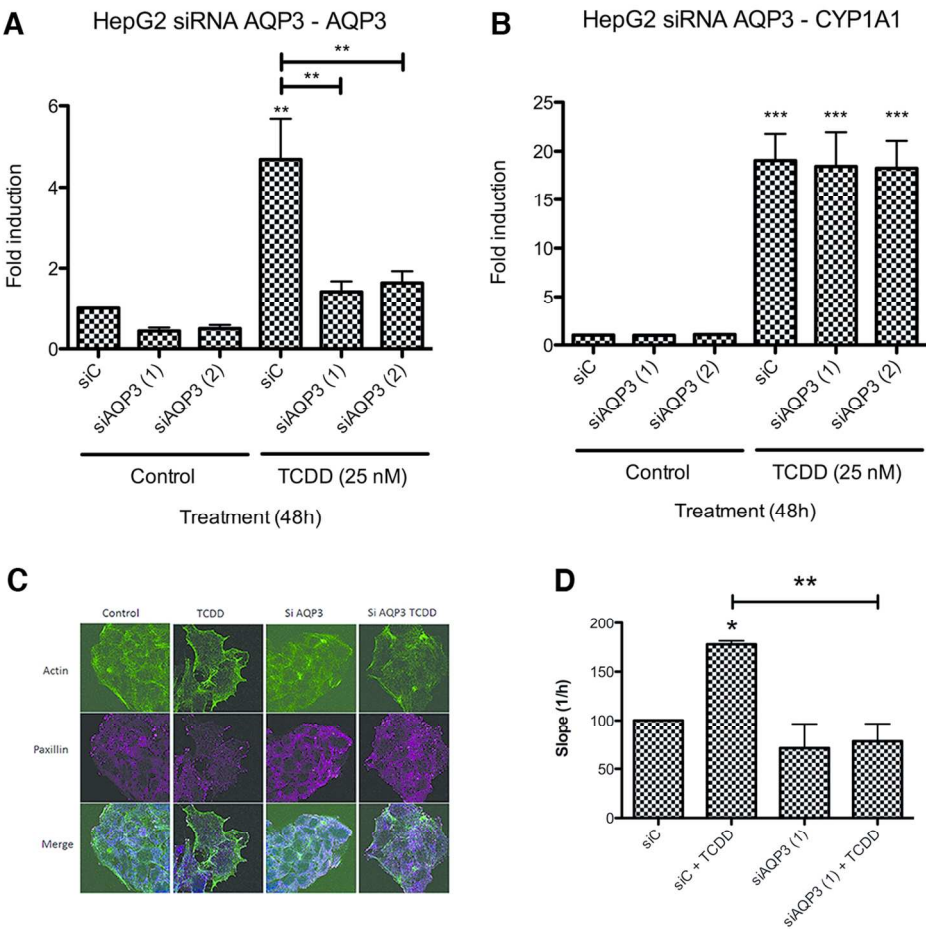 A
HepG2 siRNA AQP3 - AQP3
**
**
**
Fold induction
6
4
2
0
siC
siAQP3 (1)
siAQP3 (2)
siC
siAQP3 (1)
siAQP3 (2)
Control
TCDD (25 nM)
Treatment (48h)
B
HepG2 siRNA AQP3 - CYP1A1
Fold induction
25
20
15
10
5
0
*** *** ***
siC
siAQP3 (1)
siAQP3 (2)
siC
siAQP3 (1)
siAQP3 (2)
Control
TCDD (25 nM)
Treatment (48h)
C
Control TCDD Si AQP3 Si AQP3 TCDD
Actin
Paxillin
Merge
D
**
*
Slope (1/h)
200
150
100
50
0
siC
siC + TCDD
siAQP3 (1)
siAQP3 (1) + TCDD